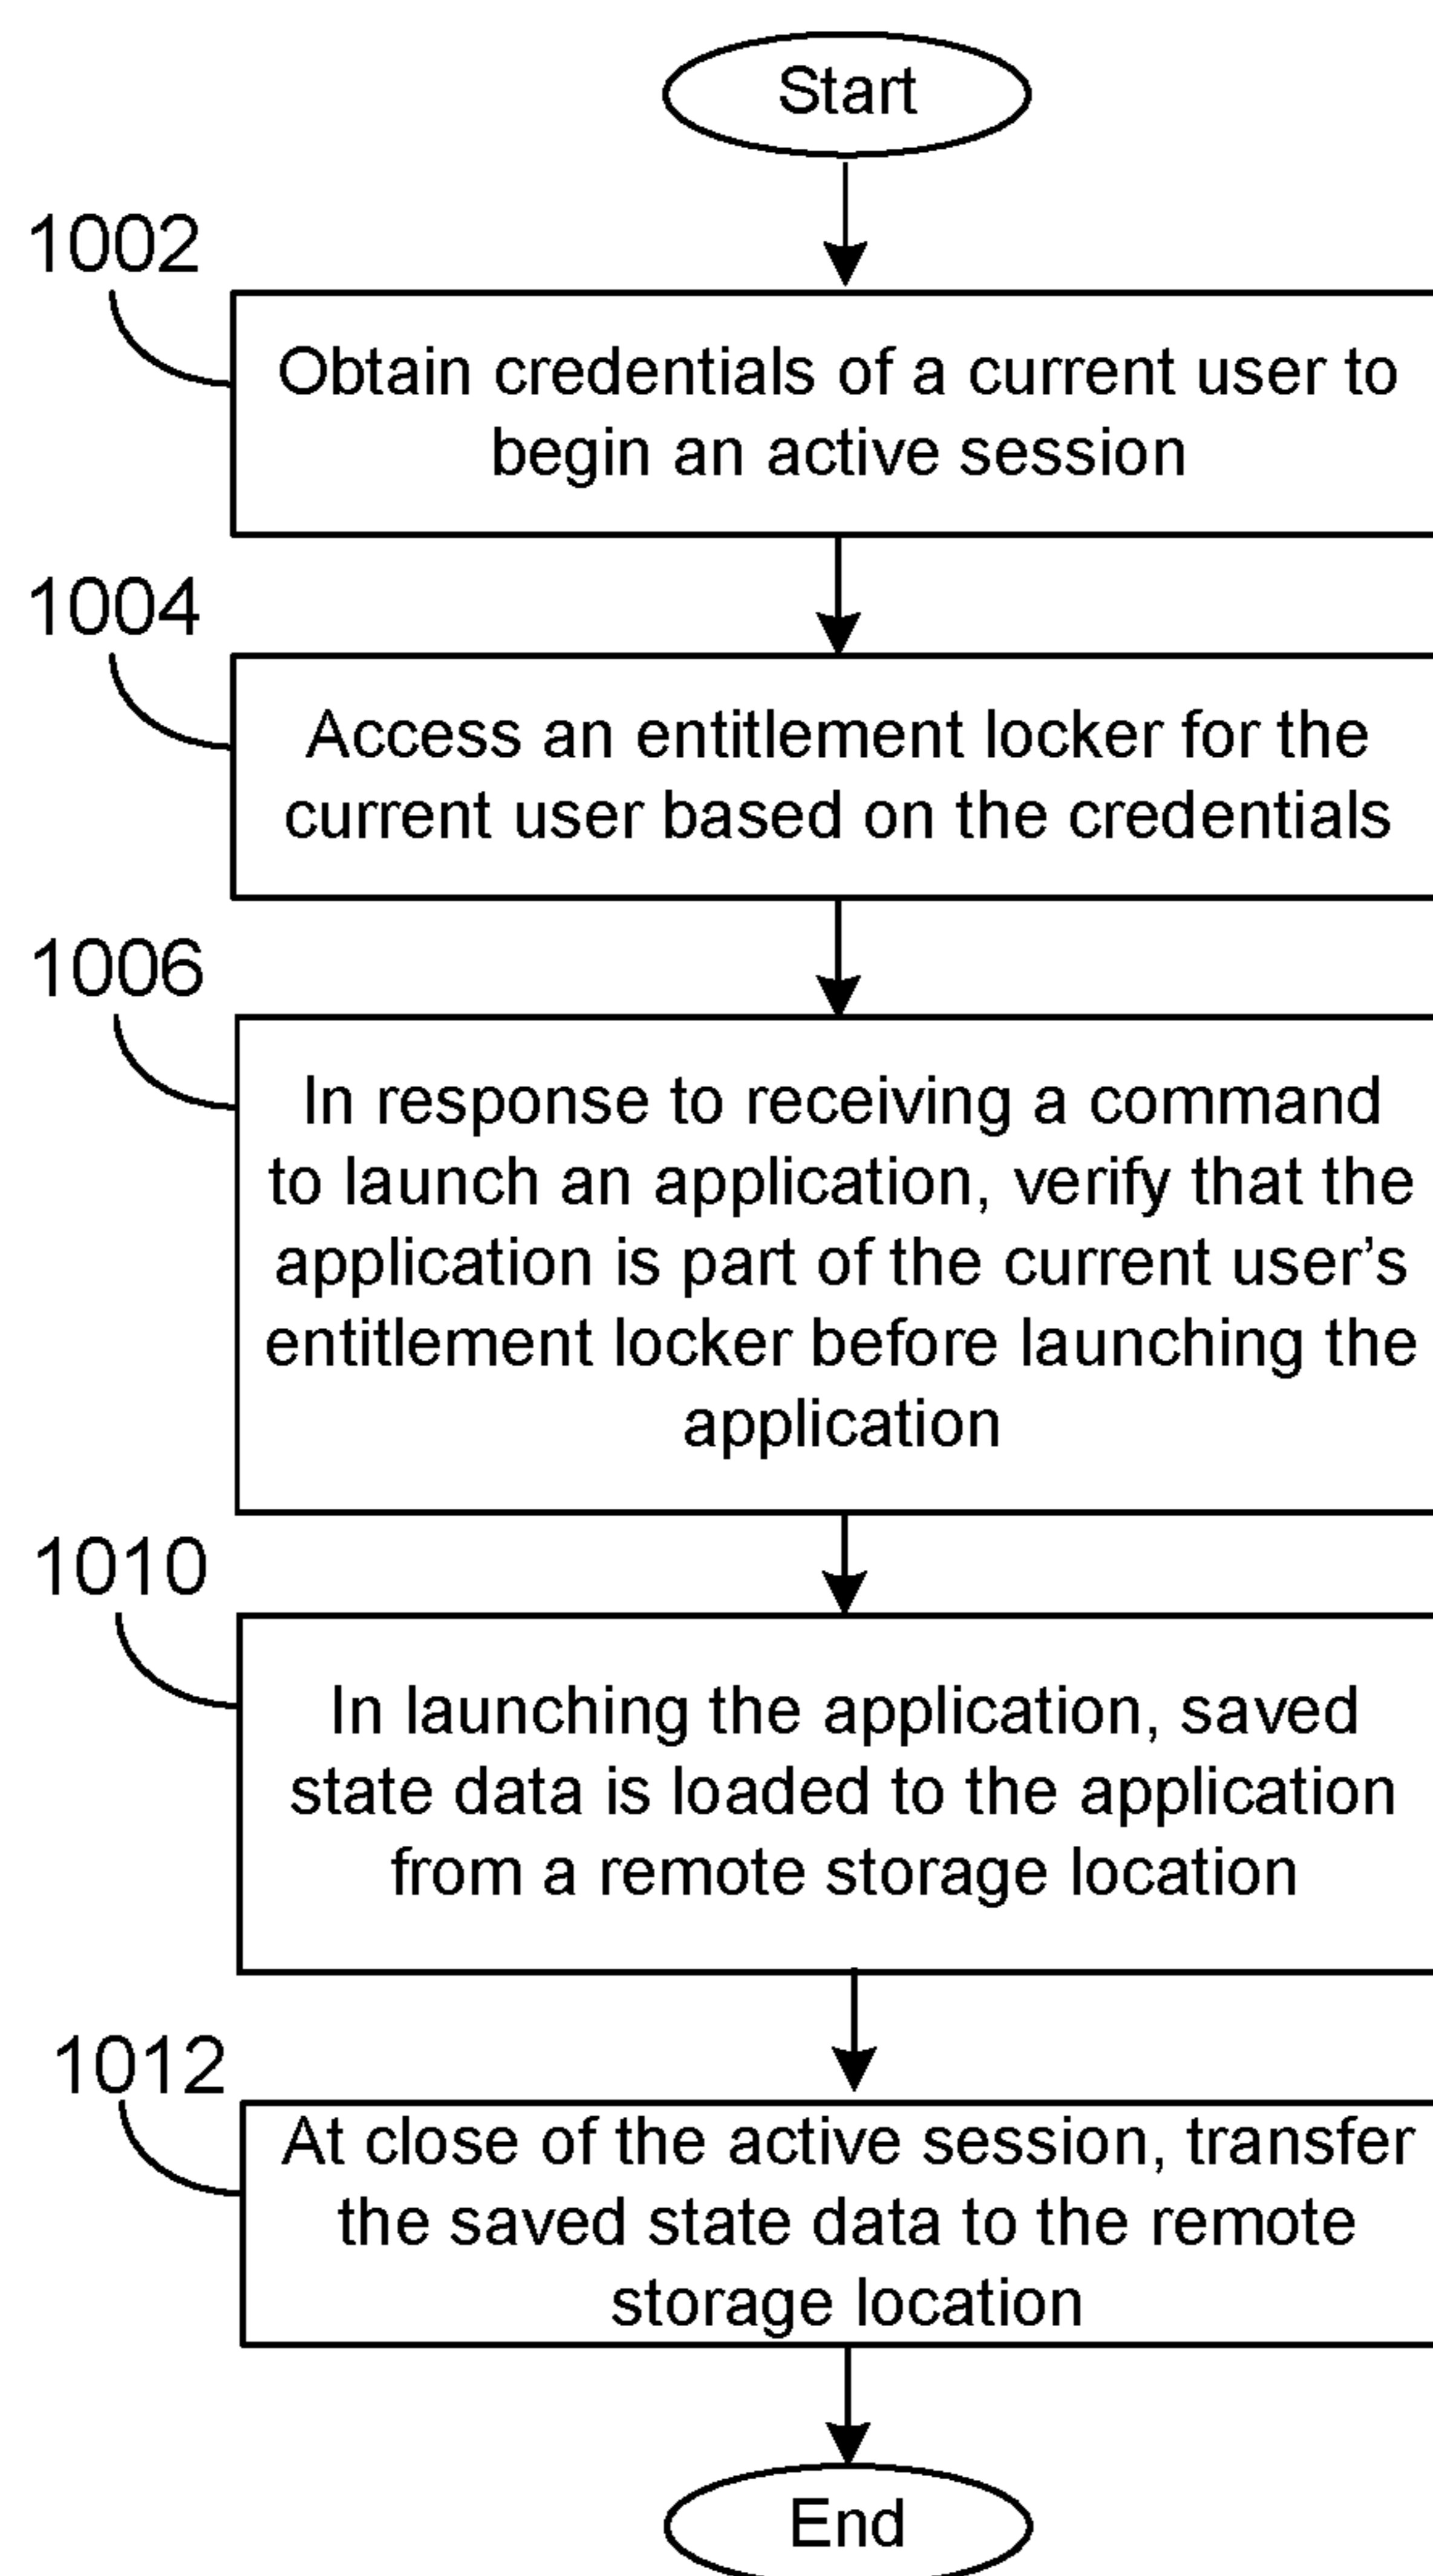 Start
1002
Obtain credentials of a current user to
begin an active session
1004
Access an entitlement locker for the
current user based on the credentials
1006
In response to receiving a command
to launch an application, verify that the
application is part of the current user’s
entitlement locker before launching the
application
1010
In launching the application, saved
state data is loaded to the application
from a remote storage location
1012
At close of the active session, transfer
the saved state data to the remote
storage location
End